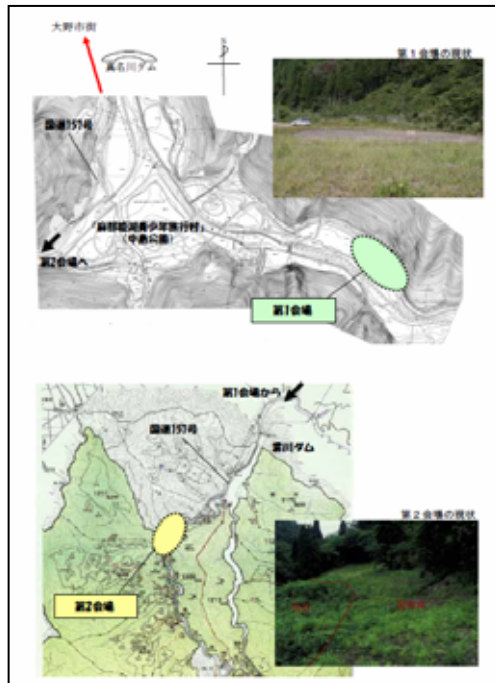 大野市街
真名川ダム
第１会場の現状
国道157号
「麻那姫湖青少年旅行村」
（中島公園）
第2会場へ
第1会場
第1会場から
国道157号
雲川ダム
第２会場の現状
第2会場